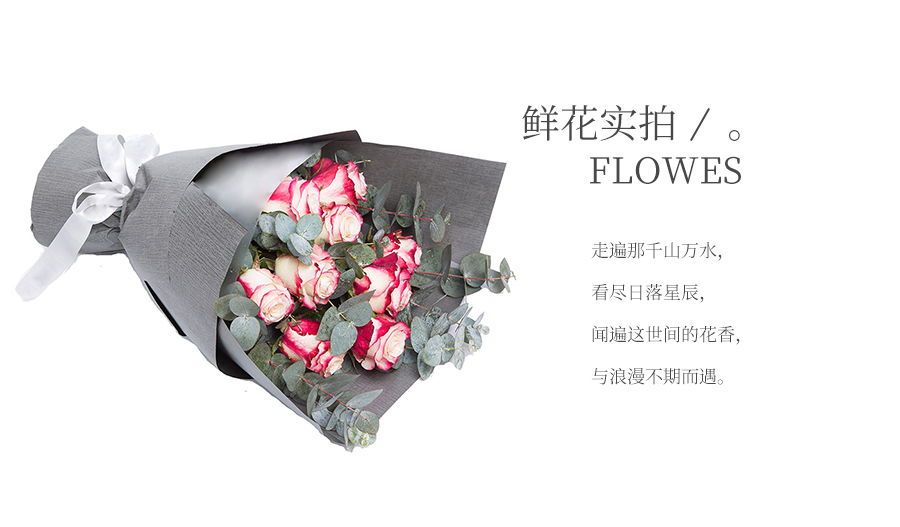 鲜花实拍 / 。
FLOWES
走遍那千山万水，
看尽日落星辰，
闻遍这世间的花香，
与浪漫不期而遇。